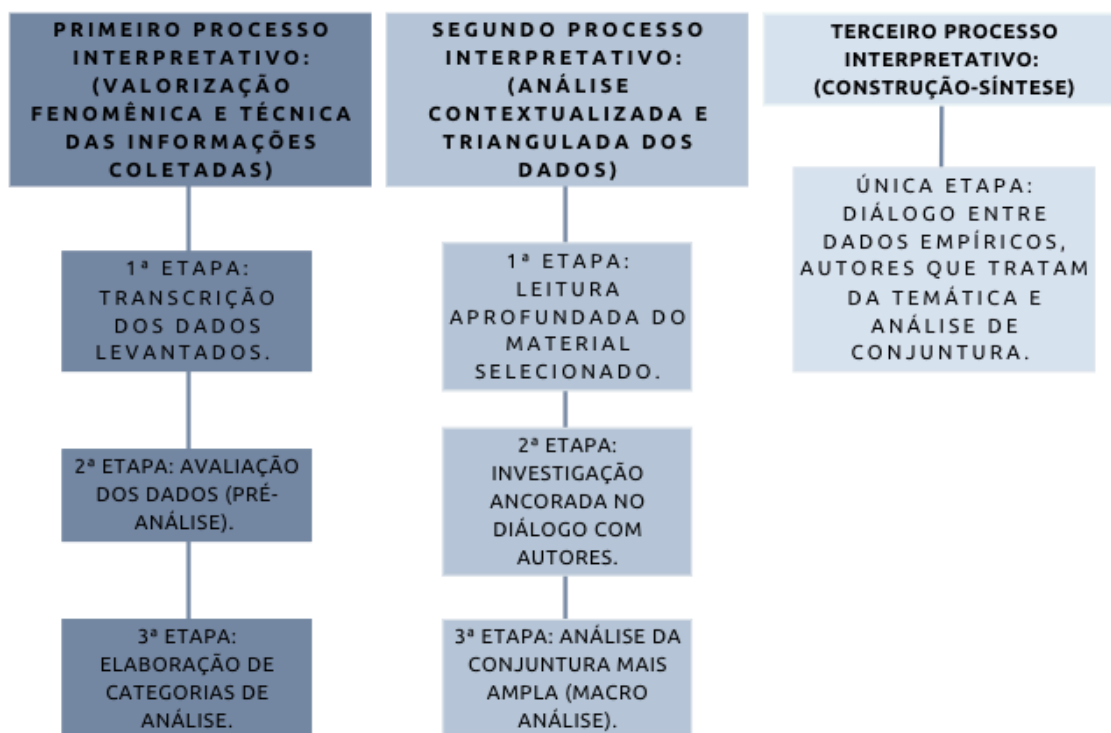 PRIMEIRO PROCESSO
INTERPRETATIVO:
(VALORIZAÇÃO
FENOMÊNICA E TÉCNICA
DAS INFORMAÇÕES
COLETADAS)
1ª ETAPA:
TRANSCRIÇÃO
DOS DADOS
LEVANTADOS.
2ª ETAPA: AVALIAÇÃO
DOS DADOS (PRÉ-
ANÁLISE).
3ª ETAPA:
ELABORAÇÃO DE
CATEGORIAS DE
ANÁLISE.
SEGUNDO PROCESSO
INTERPRETATIVO:
(ANÁLISE
CONTEXTUALIZADA E
TRIANGULADA DOS
DADOS)
1ª ETAPA:
LEITURA
APROFUNDADA DO
MATERIAL
SELECIONADO.
2ª ETAPA:
INVESTIGAÇÃO
ANCORADA NO
DIÁLOGO COM
AUTORES.
3ª ETAPA: ANÁLISE DA
CONJUNTURA MAIS
AMPLA (MACRO
ANÁLISE).
TERCEIRO PROCESSO
INTERPRETATIVO:
(CONSTRUÇÃO-SÍNTESE)
ÚNICA ETAPA:
DIÁLOGO ENTRE
DADOS EMPÍRICOS,
AUTORES QUE TRATAM
DA TEMÁTICA E
ANÁLISE DE
CONJUNTURA.